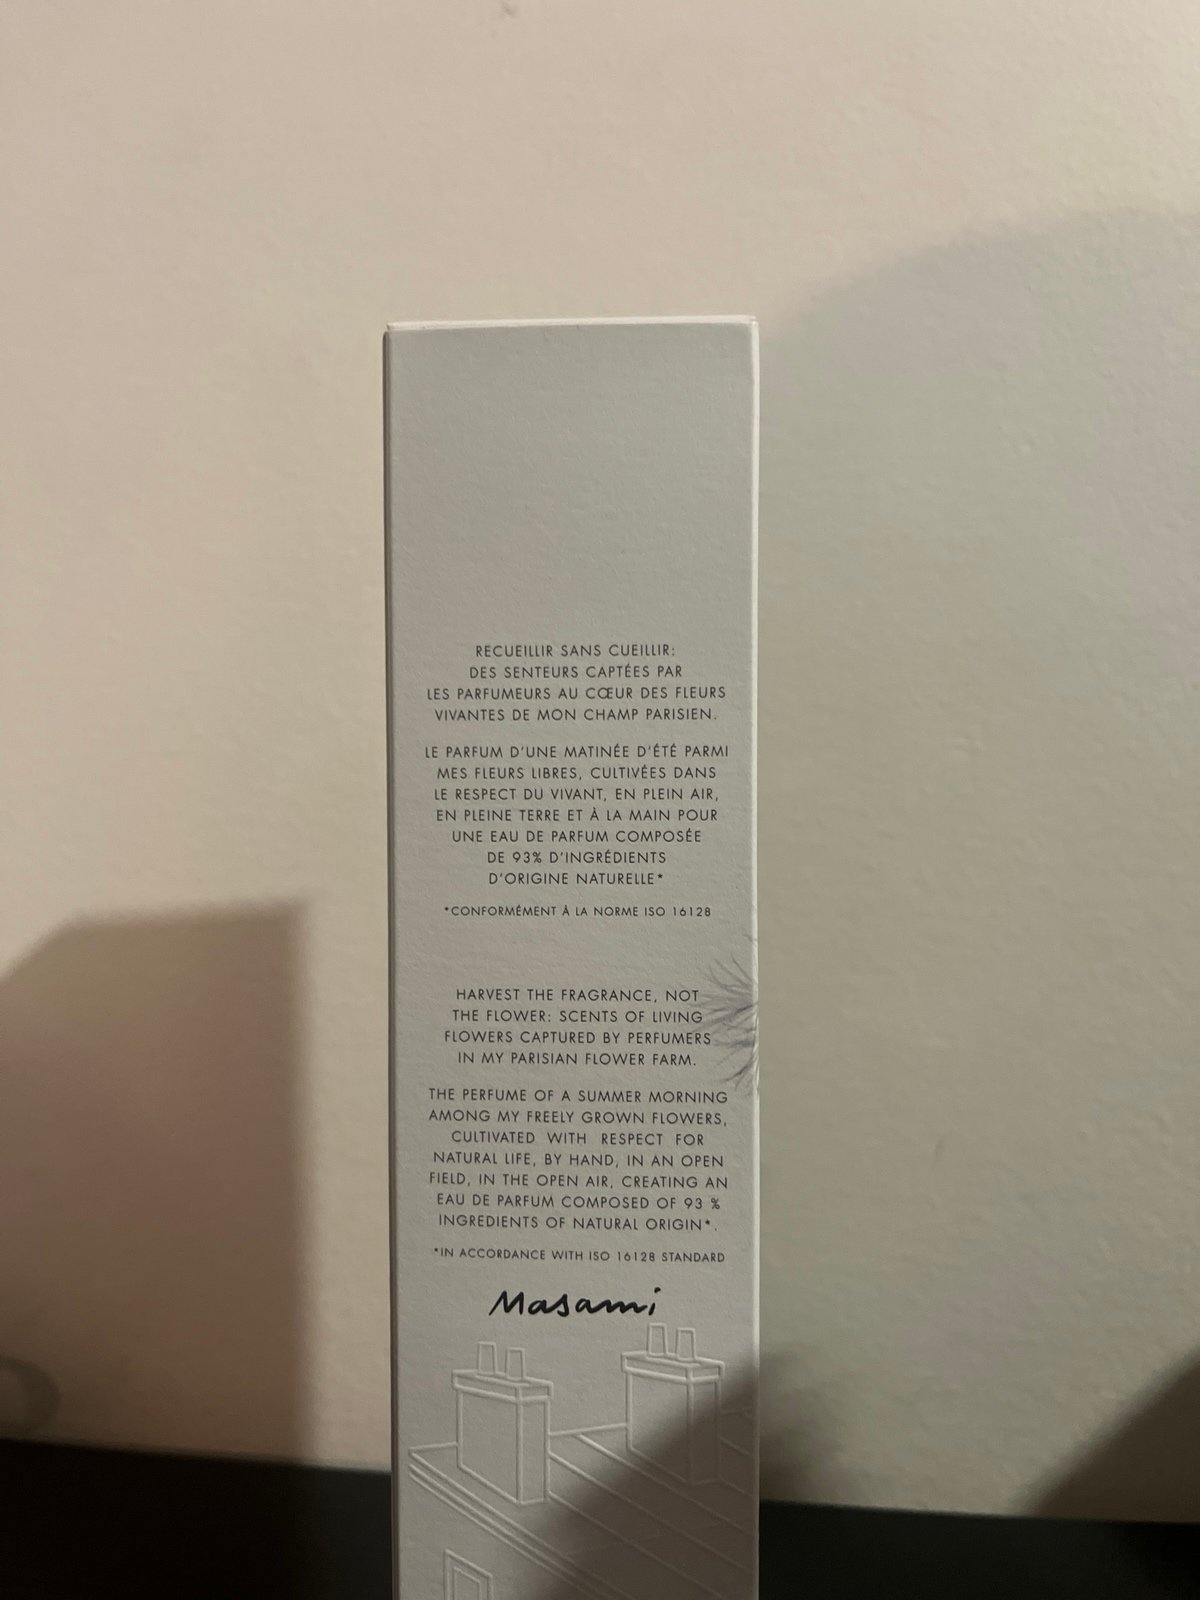 RECUEILLIR SANS CUEILLIR:
DES SENTEURS CAPTÉES PAR
LES PARFUMEURS AU CŒUR DES FLEURS
VIVANTES DE MON CHAMP PARISIEN.
LE PARFUM D'UNE MATINÉE D'ÉTÉ PARMI
MES FLEURS LIBRES, CULTIVÉES DANS
LE RESPECT DU VIVANT, EN PLEIN AIR,
EN PLEINE TERRE ET À LA MAIN POUR
UNE EAU DE PARFUM COMPOSÉE
DE 93% D'INGRÉDIENTS
D'ORIGINE NATURELLE*
*CONFORMÉMENT À LA NORME ISO 16128
HARVEST THE FRAGRANCE, NOT
THE FLOWER: SCENTS OF LIVING
FLOWERS CAPTURED BY PERFUMERS
IN MY PARISIAN FLOWER FARM.
THE PERFUME OF A SUMMER MORNING
AMONG MY FREELY GROWN FLOWERS,
CULTIVATED WITH RESPECT FOR
NATURAL LIFE, BY HAND, IN AN OPEN
FIELD, IN THE OPEN AIR, CREATING AN
EAU DE PARFUM COMPOSED OF 93 %
INGREDIENTS OF NATURAL ORIGIN*.
*IN ACCORDANCE WITH ISO 16128 STANDARD
Masami